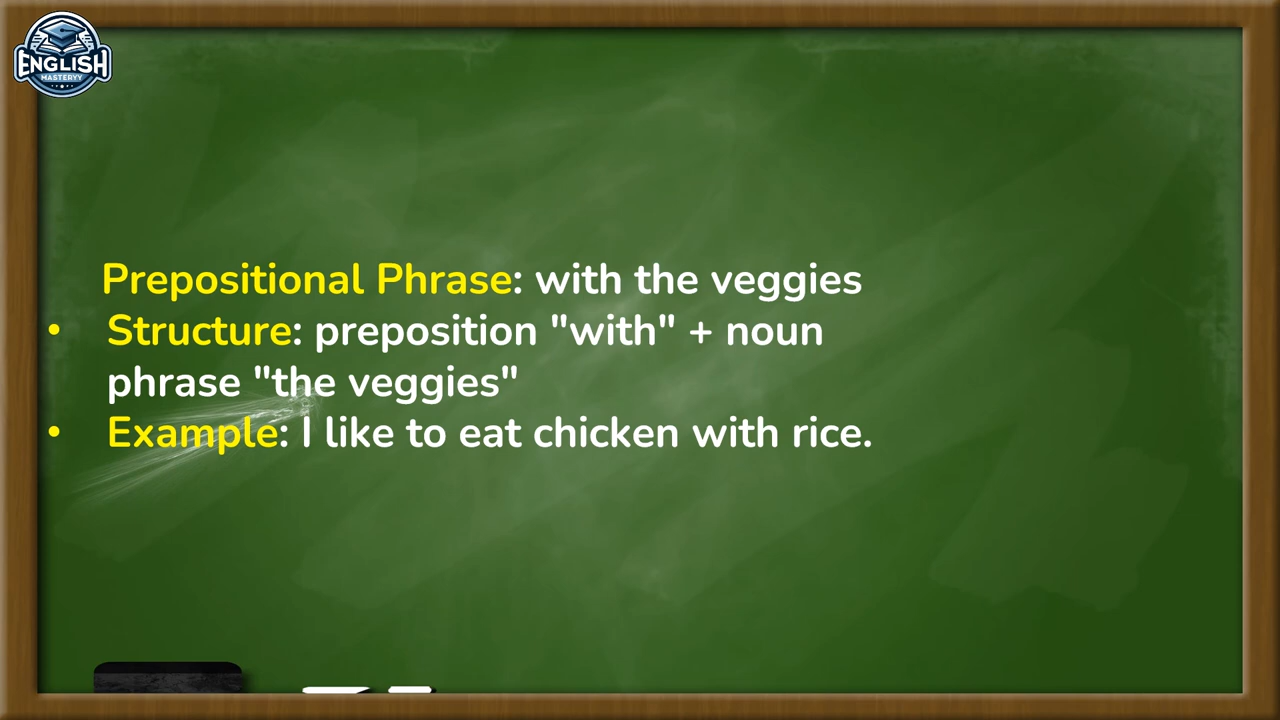 ENGLISH
MASTERYY
Prepositional Phrase: with the veggies
• Structure: preposition "with" + noun
phrase "the veggies"
• Example: I like to eat chicken with rice.